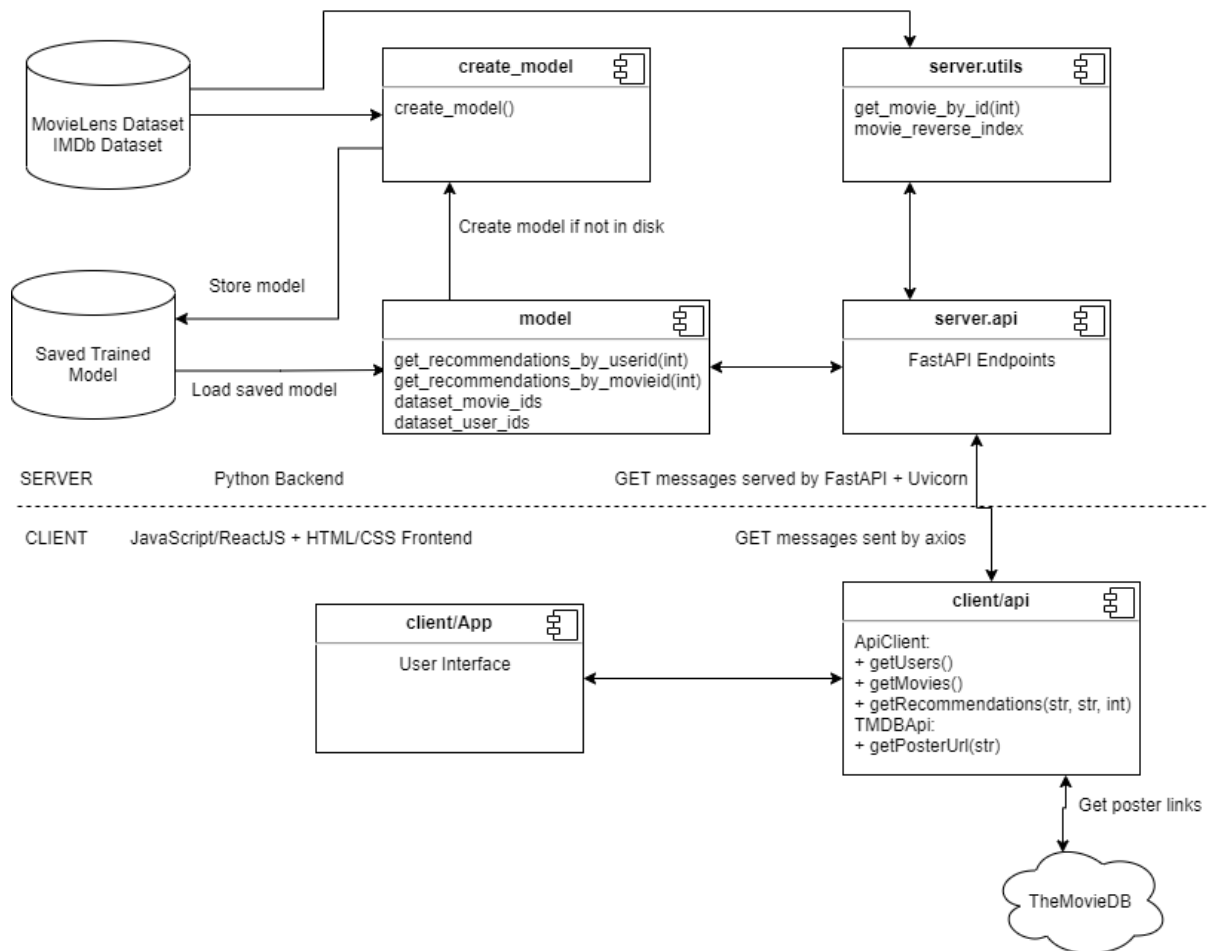 create_model
create_model()
server.utils
get_movie_by_id(int)
movie_reverse_index
MovieLens Dataset
IMDb Dataset
Create model if not in disk
Store model
Saved Trained
Model
Load saved model
model
get_recommendations_by_userid(int)
get_recommendations_by_movieid(int)
dataset_movie_ids
dataset_user_ids
server.api
FastAPI Endpoints
SERVER
Python Backend
GET messages served by FastAPI + Uvicorn
CLIENT
JavaScript/ReactJS + HTML/CSS Frontend
GET messages sent by axios
client/App
User Interface
client/api
ApiClient:
+ getUsers()
+ getMovies()
+ getRecommendations(str, str, int)
TMDBApi:
+ getPosterUrl(str)
Get poster links
TheMovieDB